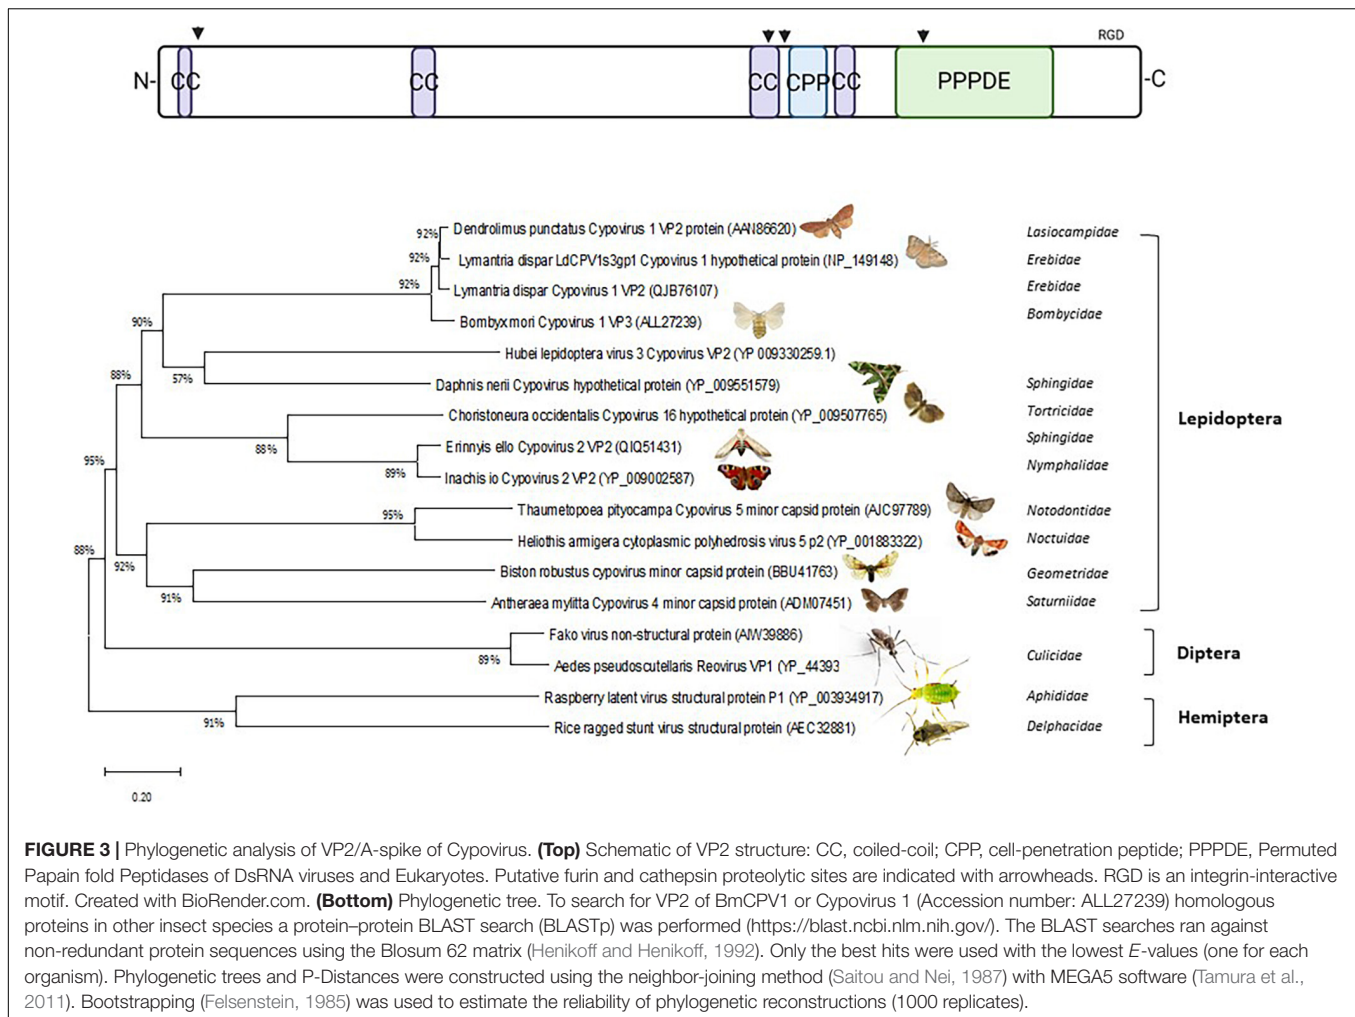 RGD
N-
CC
CC
CC
CPP
CC
PPPDE
-C
92%
Dendrolimus punctatus Cypovirus 1 VP2 protein (AAN86620)
Lasiocampidae
92%
Lymantria dispar LdCPV1s3gp1 Cypovirus 1 hypothetical protein (NP_149148)
Erebidae
92%
Lymantria dispar Cypovirus 1 VP2 (QJB76107)
Erebidae
90%
Bombyx mori Cypovirus 1 VP3 (ALL27239)
Bombycidae
Hubei lepidoptera virus 3 Cypovirus VP2 (YP 009330259.1)
88%
57%
Daphnis nerii Cypovirus hypothetical protein (YP_009551579)
Sphingidae
Choristoneura occidentalis Cypovirus 16 hypothetical protein (YP_009507765)
Tortricidae
Lepidoptera
88%
Erinnyis ello Cypovirus 2 VP2 (QIQ51431)
Sphingidae
95%
89%
Inachis io Cypovirus 2 VP2 (YP_009002587)
Nymphalidae
95%
Thaumetopoea pityocampa Cypovirus 5 minor capsid protein (AJC97789)
Notodontidae
Heliothis armigera cytoplasmic polyhedrosis virus 5 p2 (YP_001883322)
Noctuidae
88%
92%
Biston robustus cypovirus minor capsid protein (BBU41763)
Geometridae
91%
Antheraea mylitta Cypovirus 4 minor capsid protein (ADM07451)
Saturniidae
Fako virus non-structural protein (AIW39886)
89%
Aedes pseudoscutellaris Reovirus VP1 (YP_44393
Culicidae
Diptera
Raspberry latent virus structural protein P1 (YP_003934917)
Aphididae
91%
Rice ragged stunt virus structural protein (AEC32881)
Delphacidae
Hemiptera
0.20
FIGURE 3 | Phylogenetic analysis of VP2/A-spike of Cypovirus. (Top) Schematic of VP2 structure: CC, coiled-coil; CPP, cell-penetration peptide; PPPDE, Permuted
Papain fold Peptidases of DsRNA viruses and Eukaryotes. Putative furin and cathepsin proteolytic sites are indicated with arrowheads. RGD is an integrin-interactive
motif. Created with BioRender.com. (Bottom) Phylogenetic tree. To search for VP2 of BmCPV1 or Cypovirus 1 (Accession number: ALL27239) homologous
proteins in other insect species a protein–protein BLAST search (BLASTp) was performed (https://blast.ncbi.nlm.nih.gov/). The BLAST searches ran against
non-redundant protein sequences using the Blosum 62 matrix (Henikoff and Henikoff, 1992). Only the best hits were used with the lowest E-values (one for each
organism). Phylogenetic trees and P-Distances were constructed using the neighbor-joining method (Saitou and Nei, 1987) with MEGA5 software (Tamura et al.,
2011). Bootstrapping (Felsenstein, 1985) was used to estimate the reliability of phylogenetic reconstructions (1000 replicates).